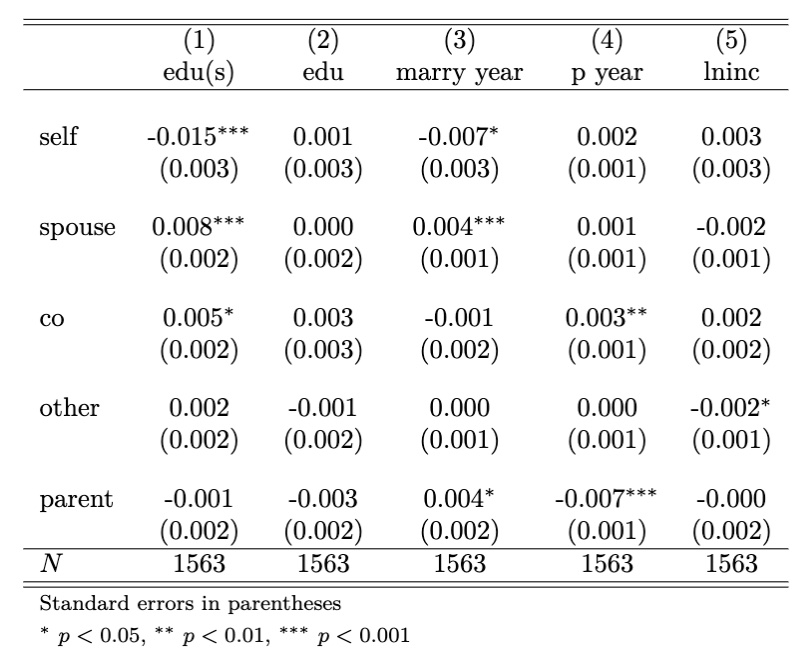 (1) (2) (3) (4) (5)
edu(s) edu marry year p year lninc
self -0.015*** 0.001 -0.007* 0.002 0.003
(0.003) (0.003) (0.003) (0.001) (0.003)
spouse 0.008*** 0.000 0.004*** 0.001 -0.002
(0.002) (0.002) (0.001) (0.001) (0.001)
co 0.005* 0.003 -0.001 0.003** 0.002
(0.002) (0.003) (0.002) (0.001) (0.002)
other 0.002 -0.001 0.000 0.000 -0.002*
(0.002) (0.002) (0.001) (0.001) (0.001)
parent -0.001 -0.003 0.004* -0.007*** -0.000
(0.002) (0.002) (0.002) (0.001) (0.002)
N 1563 1563 1563 1563 1563
Standard errors in parentheses
* p < 0.05, ** p < 0.01, *** p < 0.001